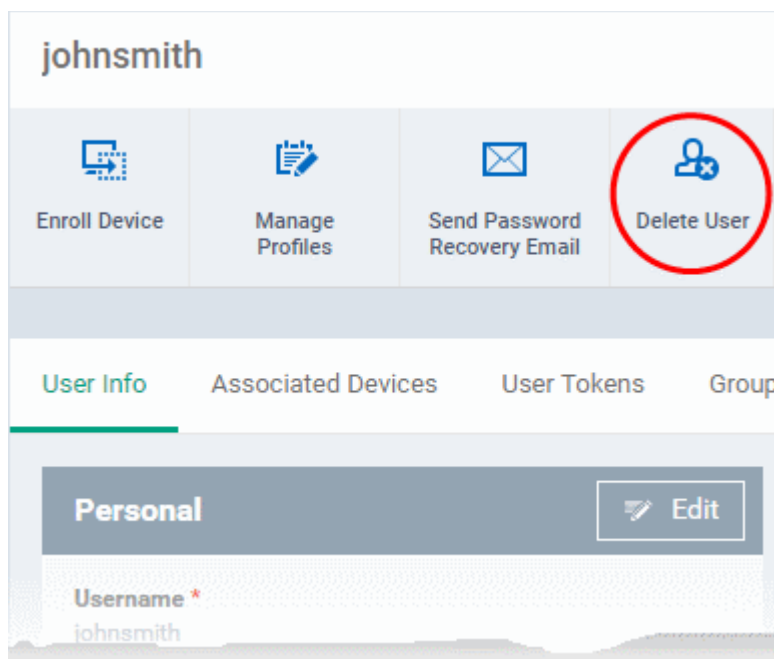 johnsmith
Enroll Device
Manage
Profiles
Send Password
Recovery Email
Delete User
User Info Associated Devices User Tokens Group
Personal Edit
Username *
johnsmith